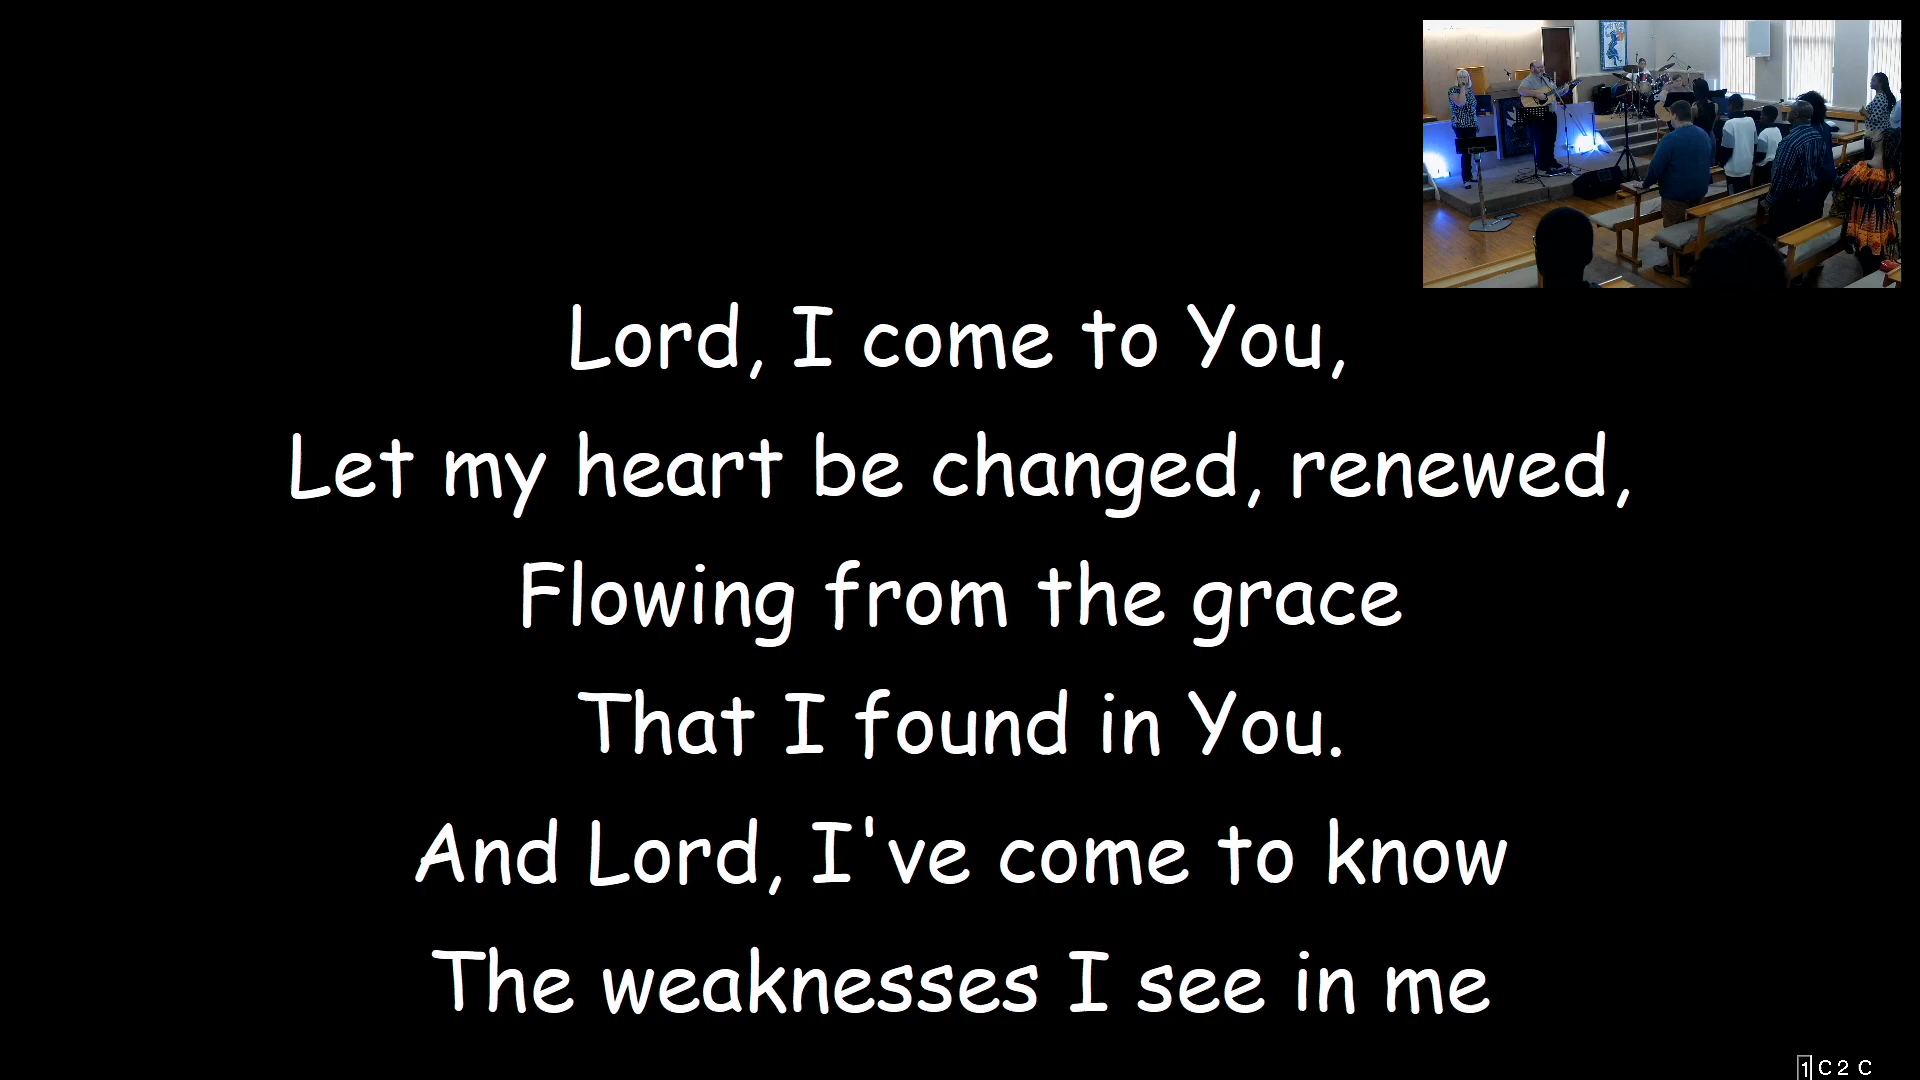 Lord, I come to You,
Let my heart be changed, renewed,
Flowing from the grace
That I found in You.
And Lord, I've come to know
The weaknesses I see in me
1 C 2 C